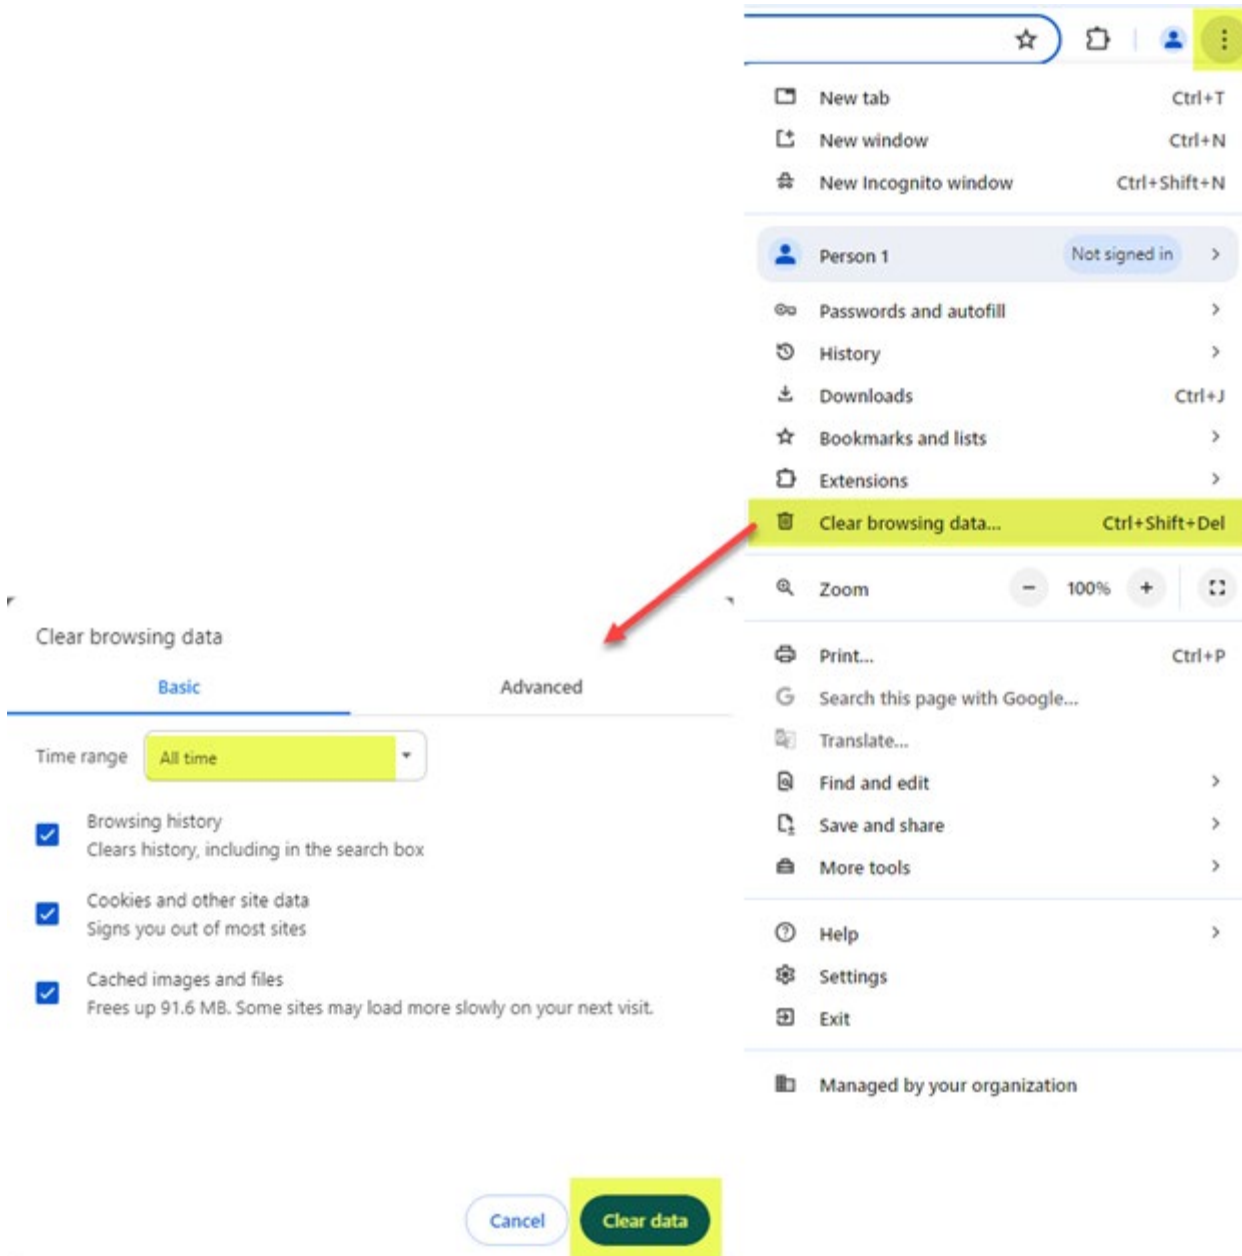 New tab Ctrl+T
New window Ctrl+N
New Incognito window Ctrl+Shift+N
Person 1 Not signed in
Passwords and autofill
History
Downloads Ctrl+J
Bookmarks and lists
Extensions
Clear browsing data... Ctrl+Shift+Del
Zoom - 100% +
Print... Ctrl+P
Search this page with Google...
Translate...
Find and edit
Save and share
More tools
Help
Settings
Exit
Managed by your organization
Clear browsing data
Basic Advanced
Time range All time
Browsing history
Clears history, including in the search box
Cookies and other site data
Signs you out of most sites
Cached images and files
Frees up 91.6 MB. Some sites may load more slowly on your next visit.
Cancel Clear data